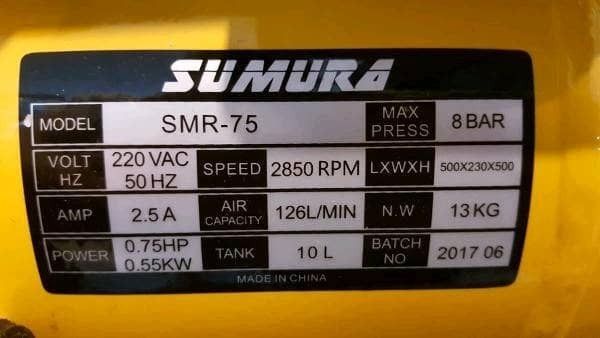 SUMURA
MODEL SMR-75 MAX PRESS 8 BAR
VOLT HZ 220 VAC 50 HZ SPEED 2850 RPM LXWXH 500X230X500
AMP 2.5 A AIR CAPACITY 126L/MIN N.W 13 KG
POWER 0.75HP 0.55KW TANK 10 L BATCH NO 2017 06
MADE IN CHINA